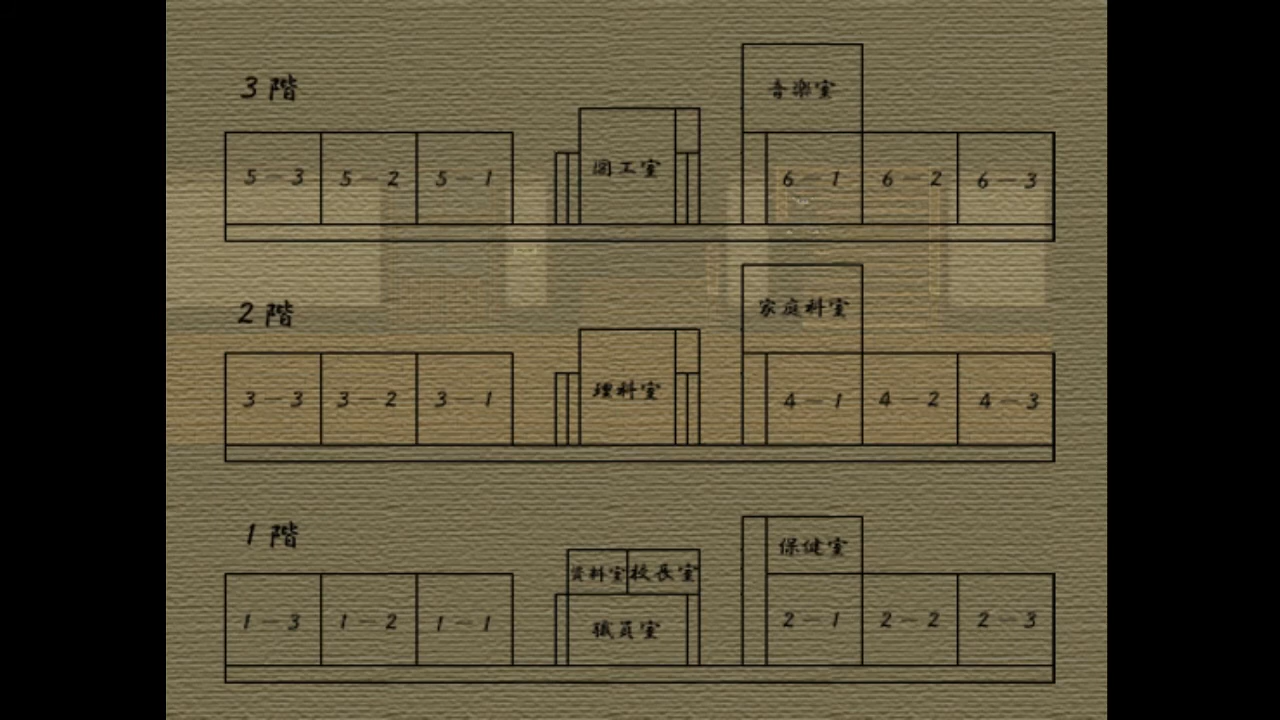 3階
音楽室
図工室
5－3 5－2 5－1 6－1 6－2 6－3
2階
家庭科室
理科室
3－3 3－2 3－1 4－1 4－2 4－3
1階
保健室
資料室 校長室
職員室
1－3 1－2 1－1 2－1 2－2 2－3